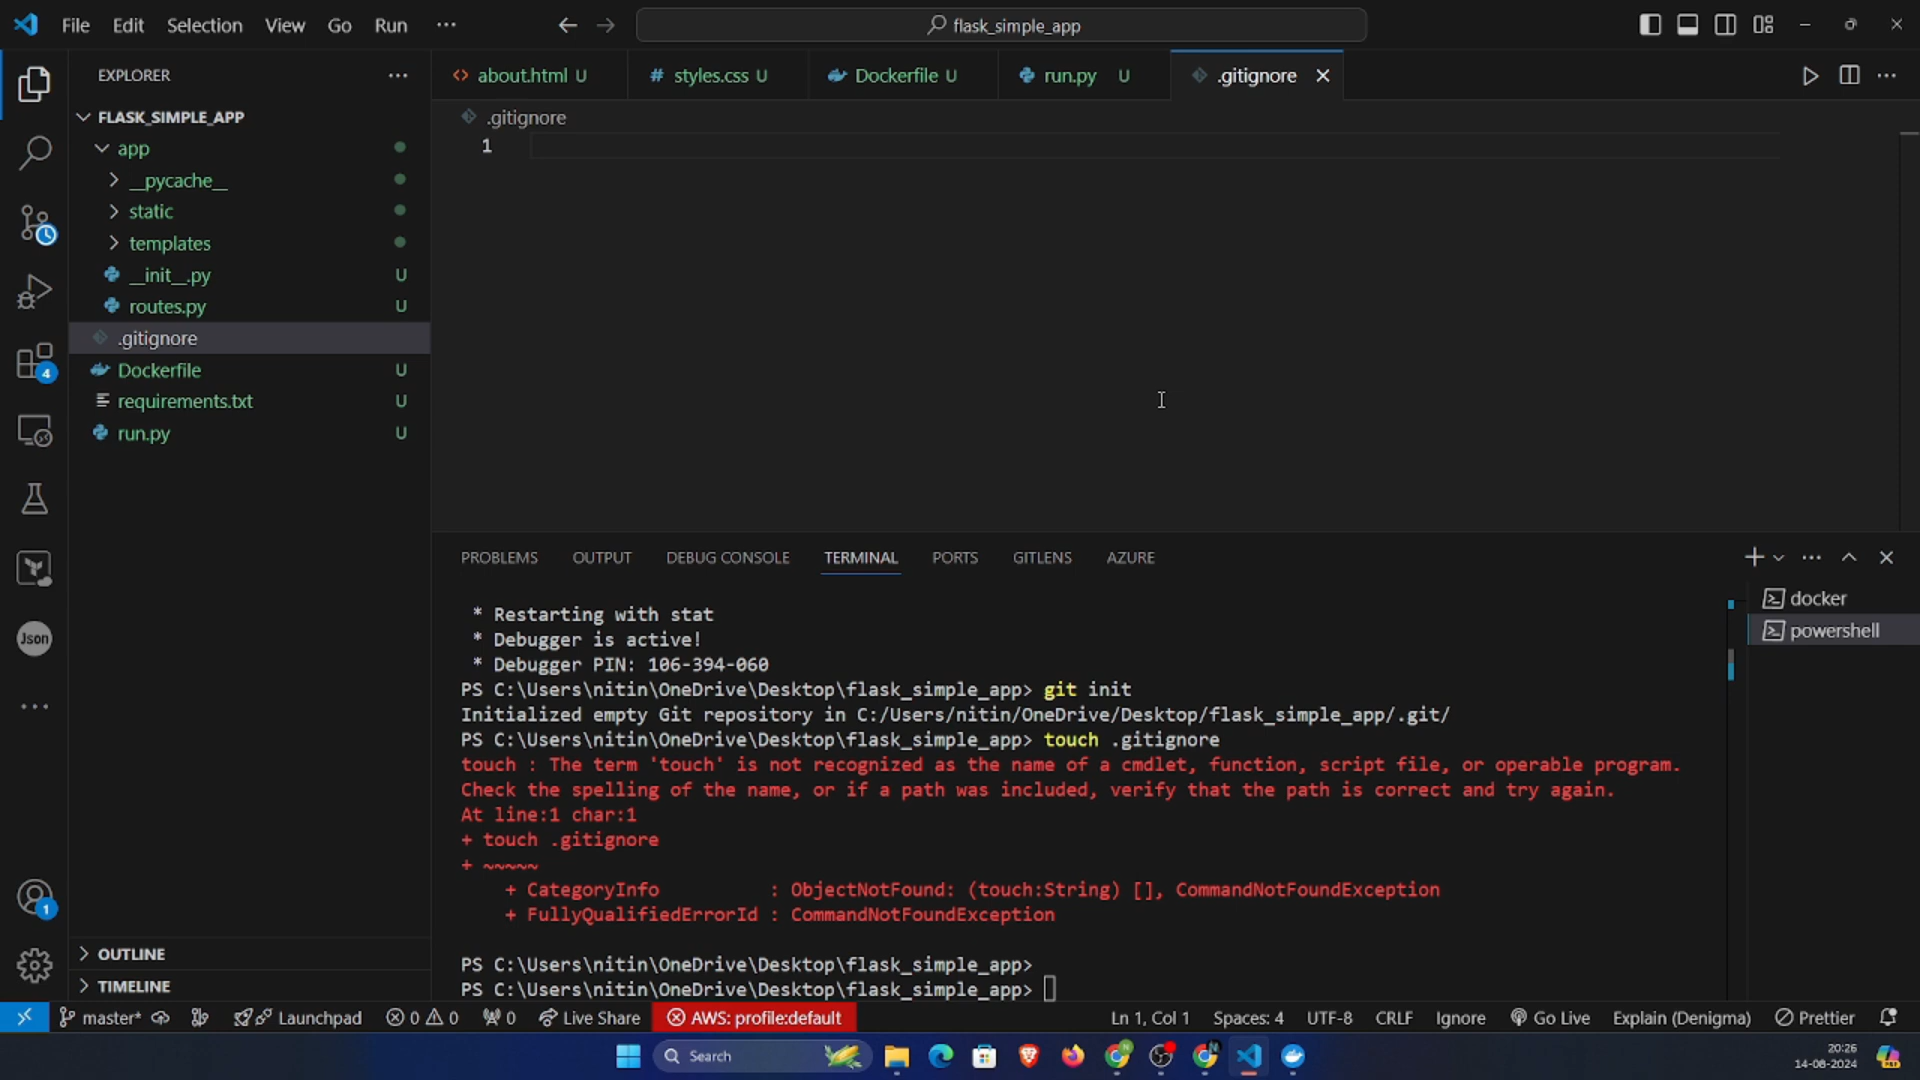 File Edit Selection View Go Run ···
flask_simple_app
EXPLORER
FLASK_SIMPLE_APP
app
__pycache__
static
templates
__init__.py U
routes.py U
.gitignore
Dockerfile U
requirements.txt U
run.py U
OUTLINE
TIMELINE
4
Json
1
<> about.html U
# styles.css U
Dockerfile U
run.py U
.gitignore
.gitignore
1
PROBLEMS OUTPUT DEBUG CONSOLE TERMINAL PORTS GITLENS AZURE
docker
powershell
* Restarting with stat
* Debugger is active!
* Debugger PIN: 106-394-060
PS C:\Users\nitin\OneDrive\Desktop\flask_simple_app> git init
Initialized empty Git repository in C:/Users/nitin/OneDrive/Desktop/flask_simple_app/.git/
PS C:\Users\nitin\OneDrive\Desktop\flask_simple_app> touch .gitignore
touch : The term 'touch' is not recognized as the name of a cmdlet, function, script file, or operable program.
Check the spelling of the name, or if a path was included, verify that the path is correct and try again.
At line:1 char:1
+ touch .gitignore
+ ~~~~~
+ CategoryInfo : ObjectNotFound: (touch:String) [], CommandNotFoundException
+ FullyQualifiedErrorId : CommandNotFoundException
PS C:\Users\nitin\OneDrive\Desktop\flask_simple_app>
PS C:\Users\nitin\OneDrive\Desktop\flask_simple_app>
master* Launchpad 0 0 0 Live Share AWS: profile:default Ln 1, Col 1 Spaces: 4 UTF-8 CRLF Ignore Go Live Explain (Denigma) Prettier
Search
20:26
14-08-2024